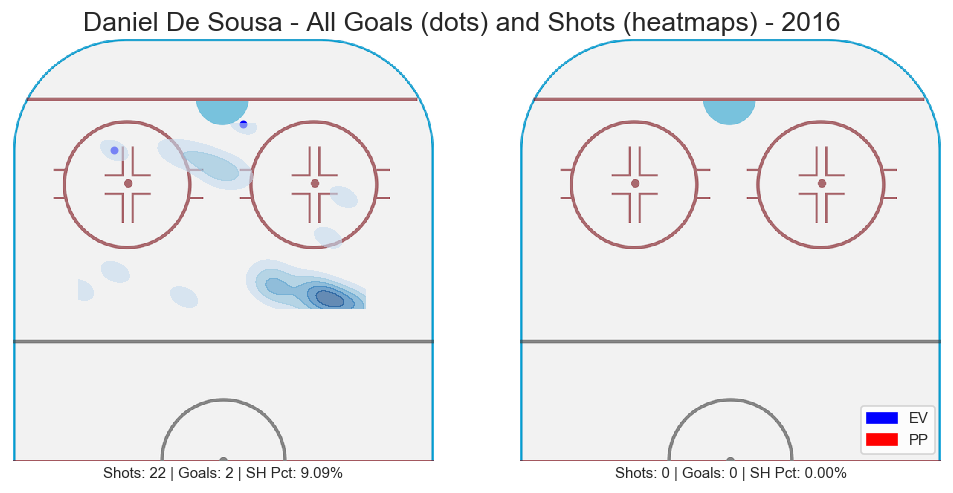 Daniel De Sousa - All Goals (dots) and Shots (heatmaps) - 2016
EV
PP
Shots: 22 | Goals: 2 | SH Pct: 9.09%
Shots: 0 | Goals: 0 | SH Pct: 0.00%